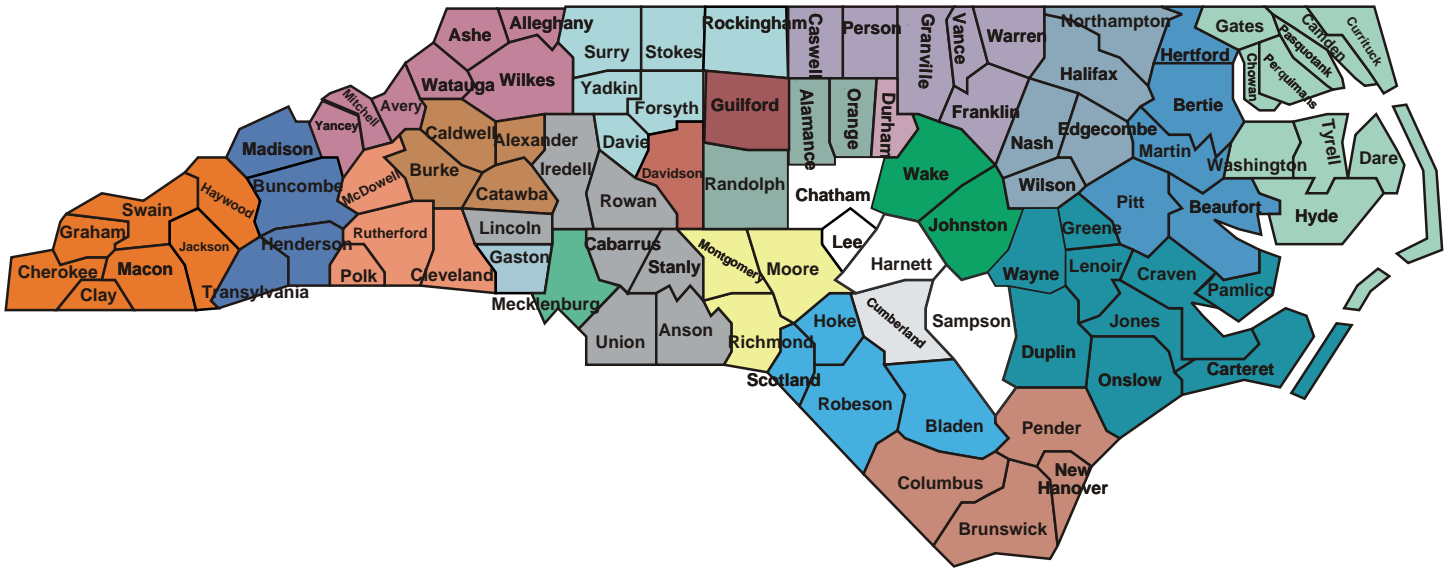 Ashe
Alleghany
Surry
Stokes
Rockingham
Caswell
Person
Granville
Vance
Warren
Northampton
Hertford
Gates
Camden
Currituck
Pasquotank
Perquimans
Chowan
Watauga
Wilkes
Yadkin
Forsyth
Guilford
Alamance
Orange
Durham
Franklin
Halifax
Bertie
Mitchell
Avery
Yancey
Caldwell
Alexander
Davie
Nash
Edgecombe
Martin
Washington
Tyrell
Dare
Madison
Buncombe
McDowell
Burke
Catawba
Iredell
Rowan
Davidson
Randolph
Chatham
Wake
Wilson
Pitt
Beaufort
Hyde
Swain
Haywood
Graham
Jackson
Cherokee
Macon
Clay
Henderson
Transylvania
Rutherford
Polk
Cleveland
Lincoln
Gaston
Mecklenburg
Cabarrus
Stanly
Montgomery
Moore
Lee
Harnett
Johnston
Wayne
Greene
Lenoir
Craven
Pamlico
Union
Anson
Richmond
Scotland
Hoke
Cumberland
Sampson
Duplin
Jones
Onslow
Carteret
Robeson
Bladen
Pender
New
Hanover
Columbus
Brunswick